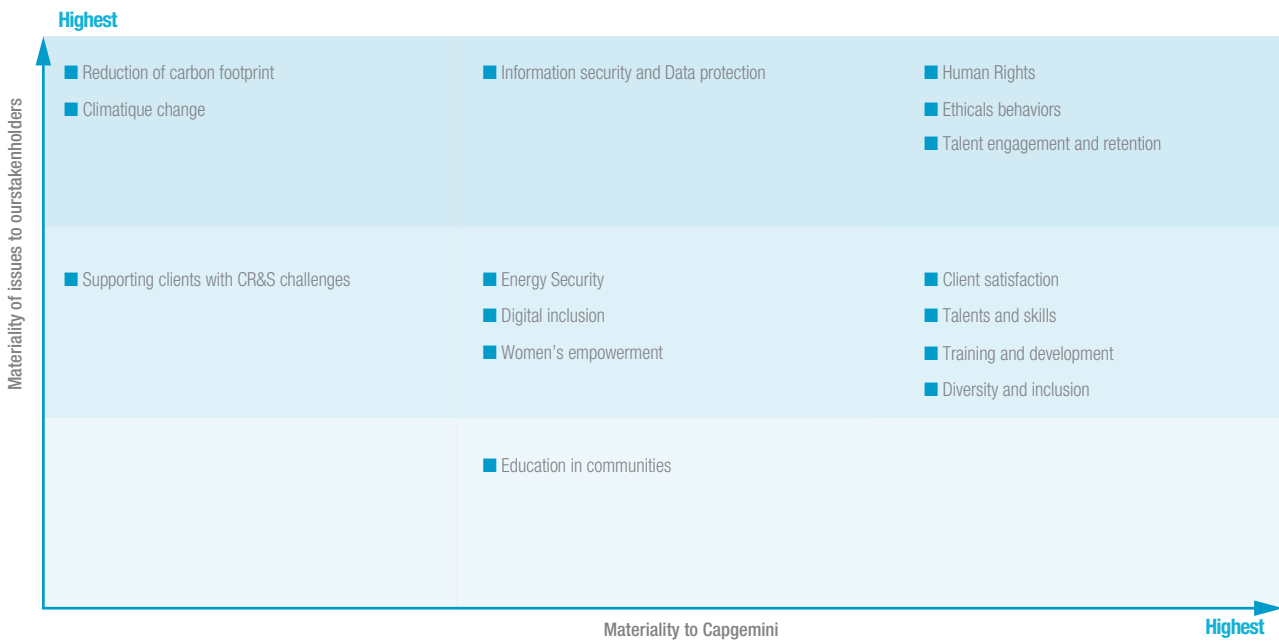 Highest
Materiality of issues to ourstakenholders
Reduction of carbon footprint
Climatique change
Information security and Data protection
Human Rights
Ethicals behaviors
Talent engagement and retention
Supporting clients with CR&S challenges
Energy Security
Digital inclusion
Women's empowerment
Client satisfaction
Talents and skills
Training and development
Diversity and inclusion
Education in communities
Materiality to Capgemini
Highest